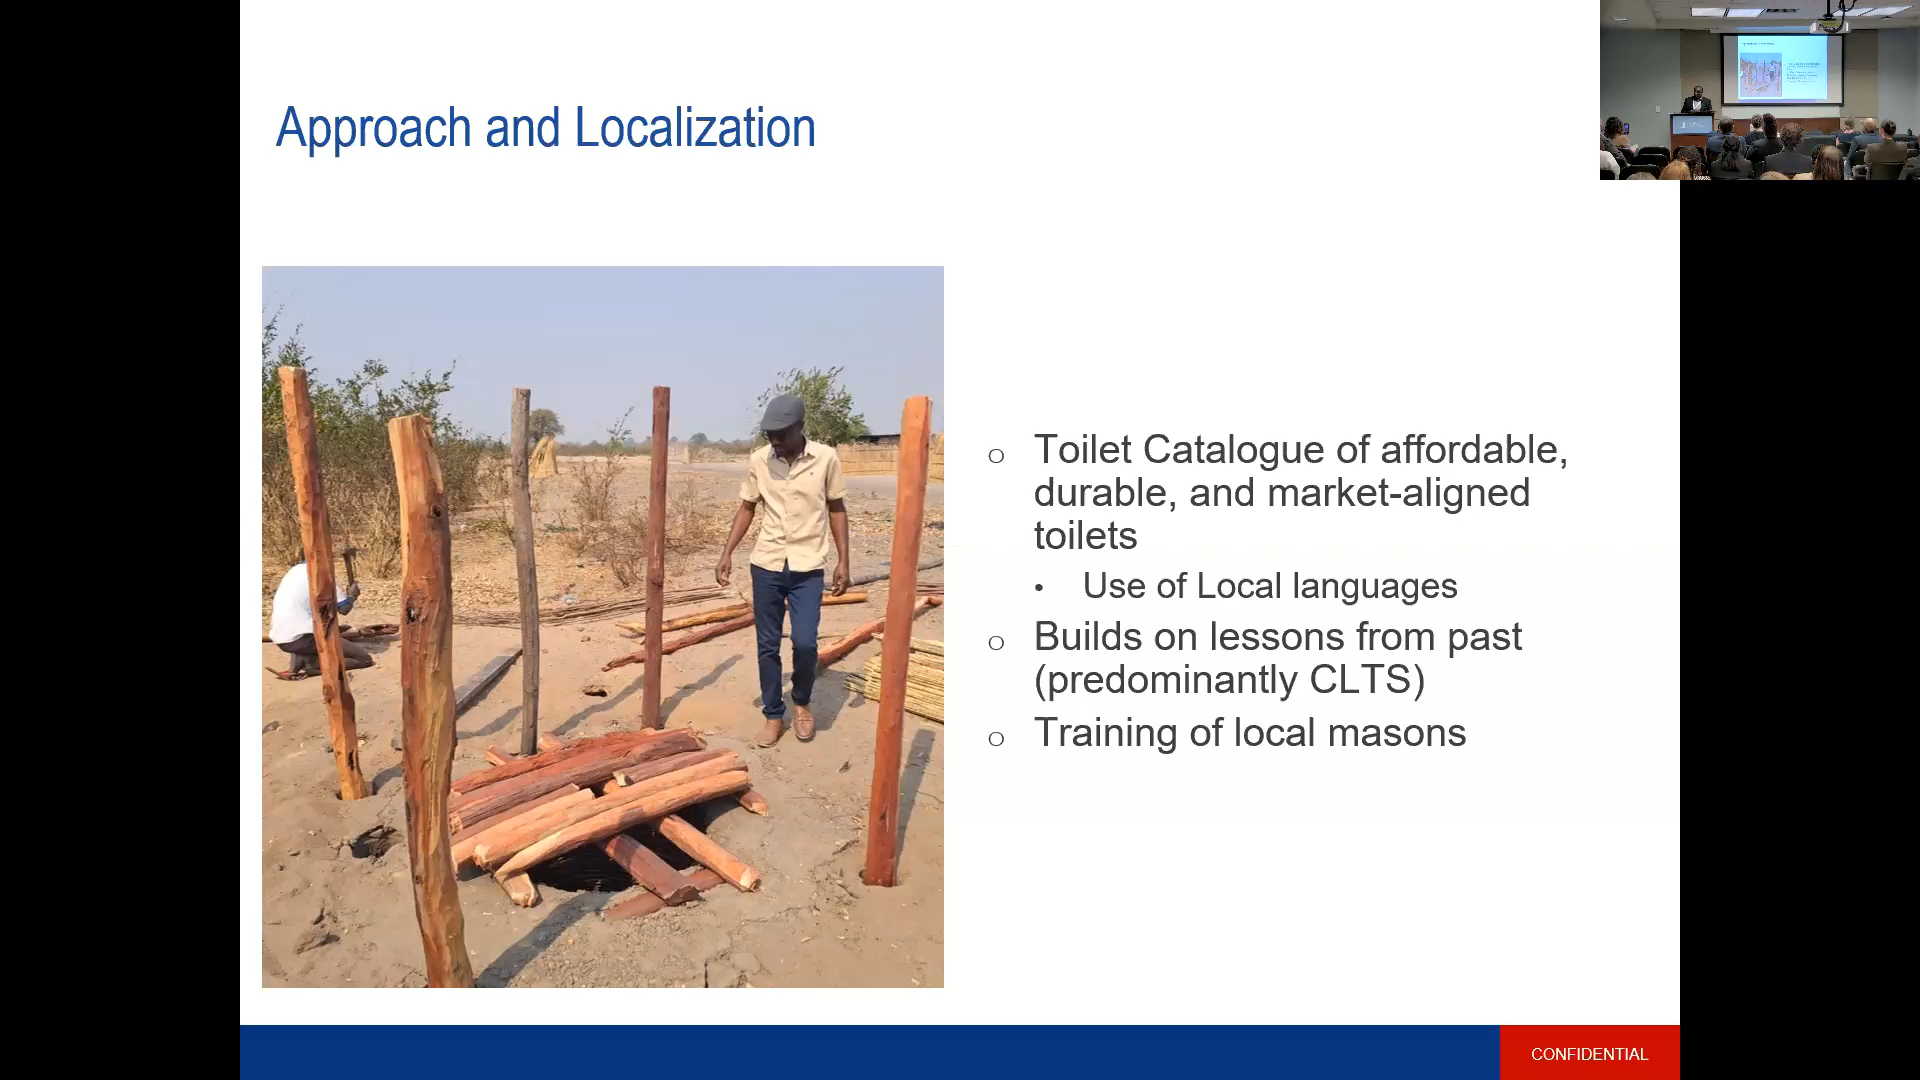 Approach and Localization
o Toilet Catalogue of affordable,
durable, and market-aligned
toilets
• Use of Local languages
o Builds on lessons from past
(predominantly CLTS)
o Training of local masons
CONFIDENTIAL